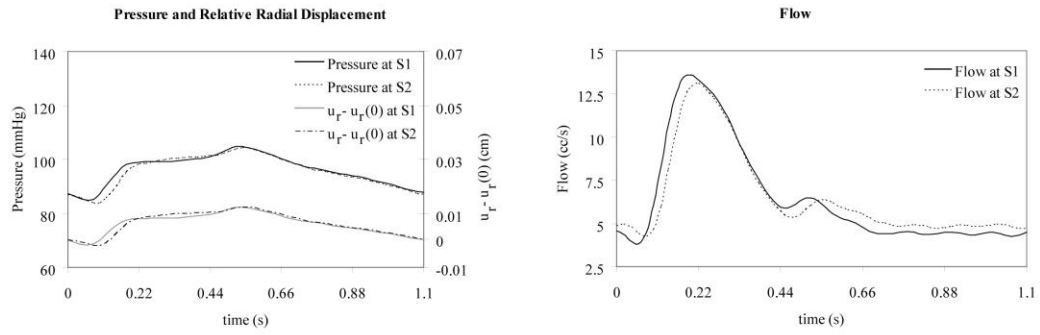 Pressure and Relative Radial Displacement
140
120
100
80
60
Pressure (mmHg)
0.07
0.05
0.03
0.01
0
-0.01
u_r- u_r(0) (cm)
Pressure at S1
Pressure at S2
u_r- u_r(0) at S1
u_r- u_r(0) at S2
0 0.22 0.44 0.66 0.88 1.1
time (s)
Flow
15
12.5
10
7.5
5
2.5
Flow (cc/s)
Flow at S1
Flow at S2
0 0.22 0.44 0.66 0.88 1.1
time (s)